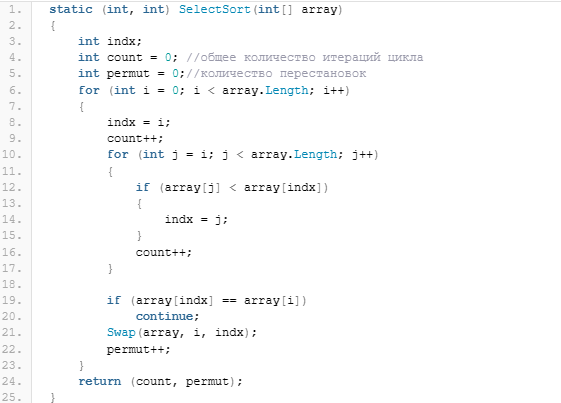 1. static (int, int) SelectSort(int[] array)
2. {
3.     int indx;
4.     int count = 0; //общее количество итераций цикла
5.     int permut = 0;//количество перестановок
6.     for (int i = 0; i < array.Length; i++)
7.     {
8.         indx = i;
9.         count++;
10.         for (int j = i; j < array.Length; j++)
11.         {
12.             if (array[j] < array[indx])
13.             {
14.                 indx = j;
15.             }
16.             count++;
17.         }
18.
19.         if (array[indx] == array[i])
20.             continue;
21.         Swap(array, i, indx);
22.         permut++;
23.     }
24.     return (count, permut);
25. }